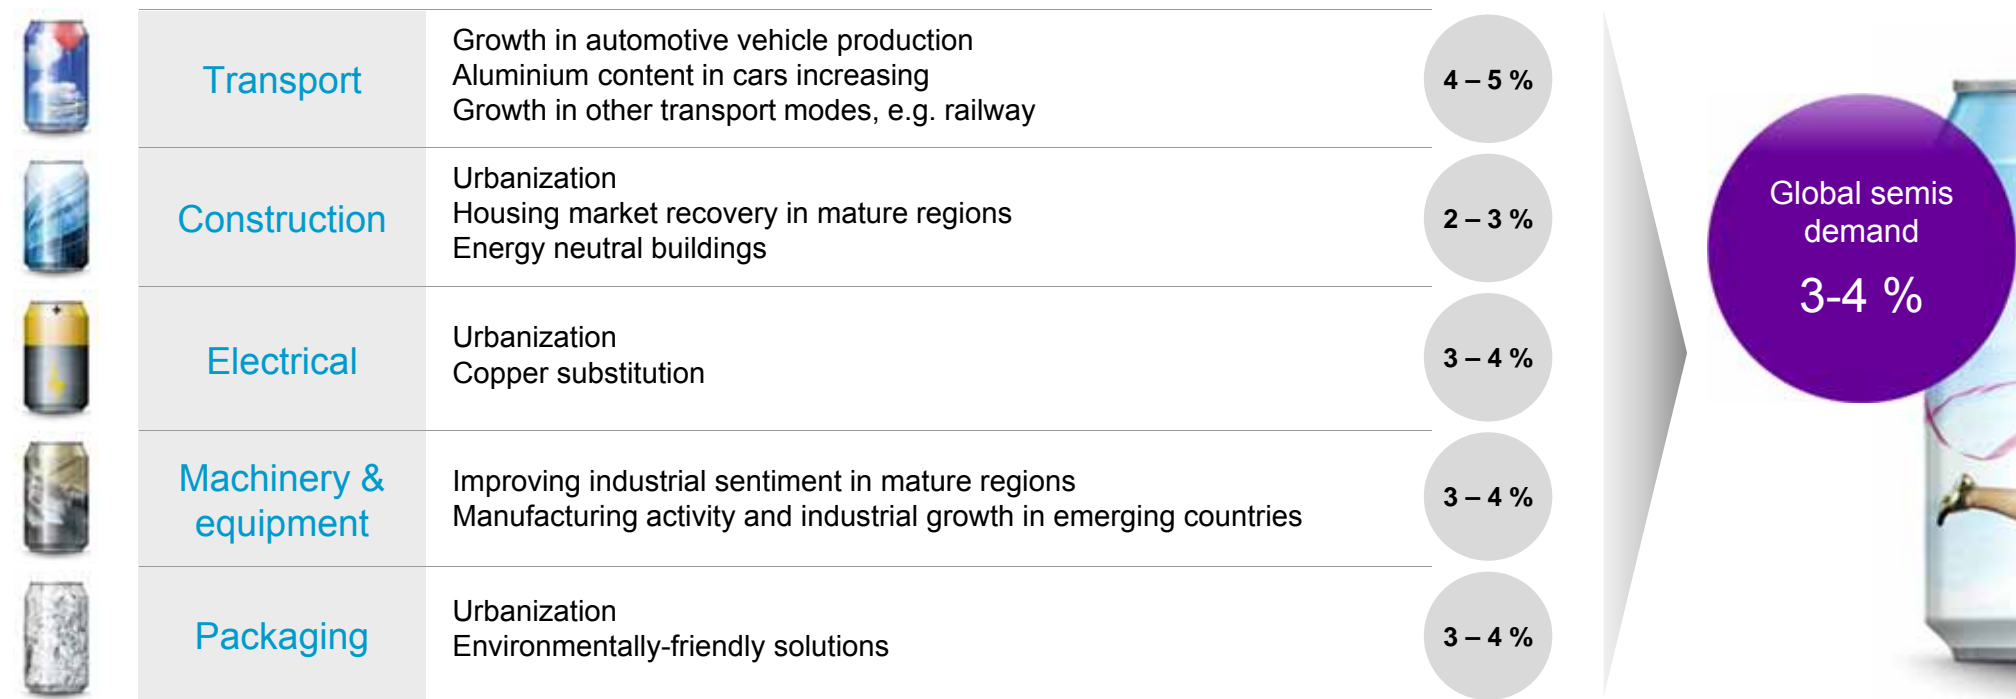 Transport
Growth in automotive vehicle production
Aluminium content in cars increasing
Growth in other transport modes, e.g. railway
4 – 5 %
Construction
Urbanization
Housing market recovery in mature regions
Energy neutral buildings
2 – 3 %
Electrical
Urbanization
Copper substitution
3 – 4 %
Machinery &
equipment
Improving industrial sentiment in mature regions
Manufacturing activity and industrial growth in emerging countries
3 – 4 %
Packaging
Urbanization
Environmentally-friendly solutions
3 – 4 %
Global semis
demand
3-4 %